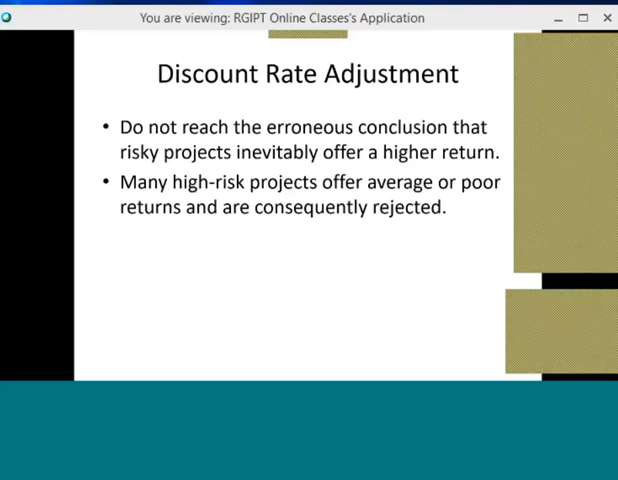 You are viewing: RGIPT Online Classes's Application
Discount Rate Adjustment
• Do not reach the erroneous conclusion that
risky projects inevitably offer a higher return.
• Many high-risk projects offer average or poor
returns and are consequently rejected.